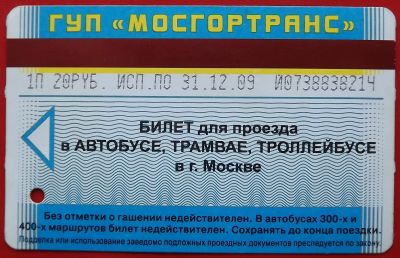 ГУП «МОСГОРТРАНС»
1П 20РУБ. ИСП.ПО 31.12.09 И0738838214
БИЛЕТ для проезда
в АВТОБУСЕ, ТРАМВАЕ, ТРОЛЛЕЙБУСЕ
в г. Москве
Без отметки о гашении недействителен. В автобусах 300-х и
400-х маршрутов билет недействителен. Сохранять до конца поездки.
Подделка или использование заведомо подложных проездных документов преследуется по закону.